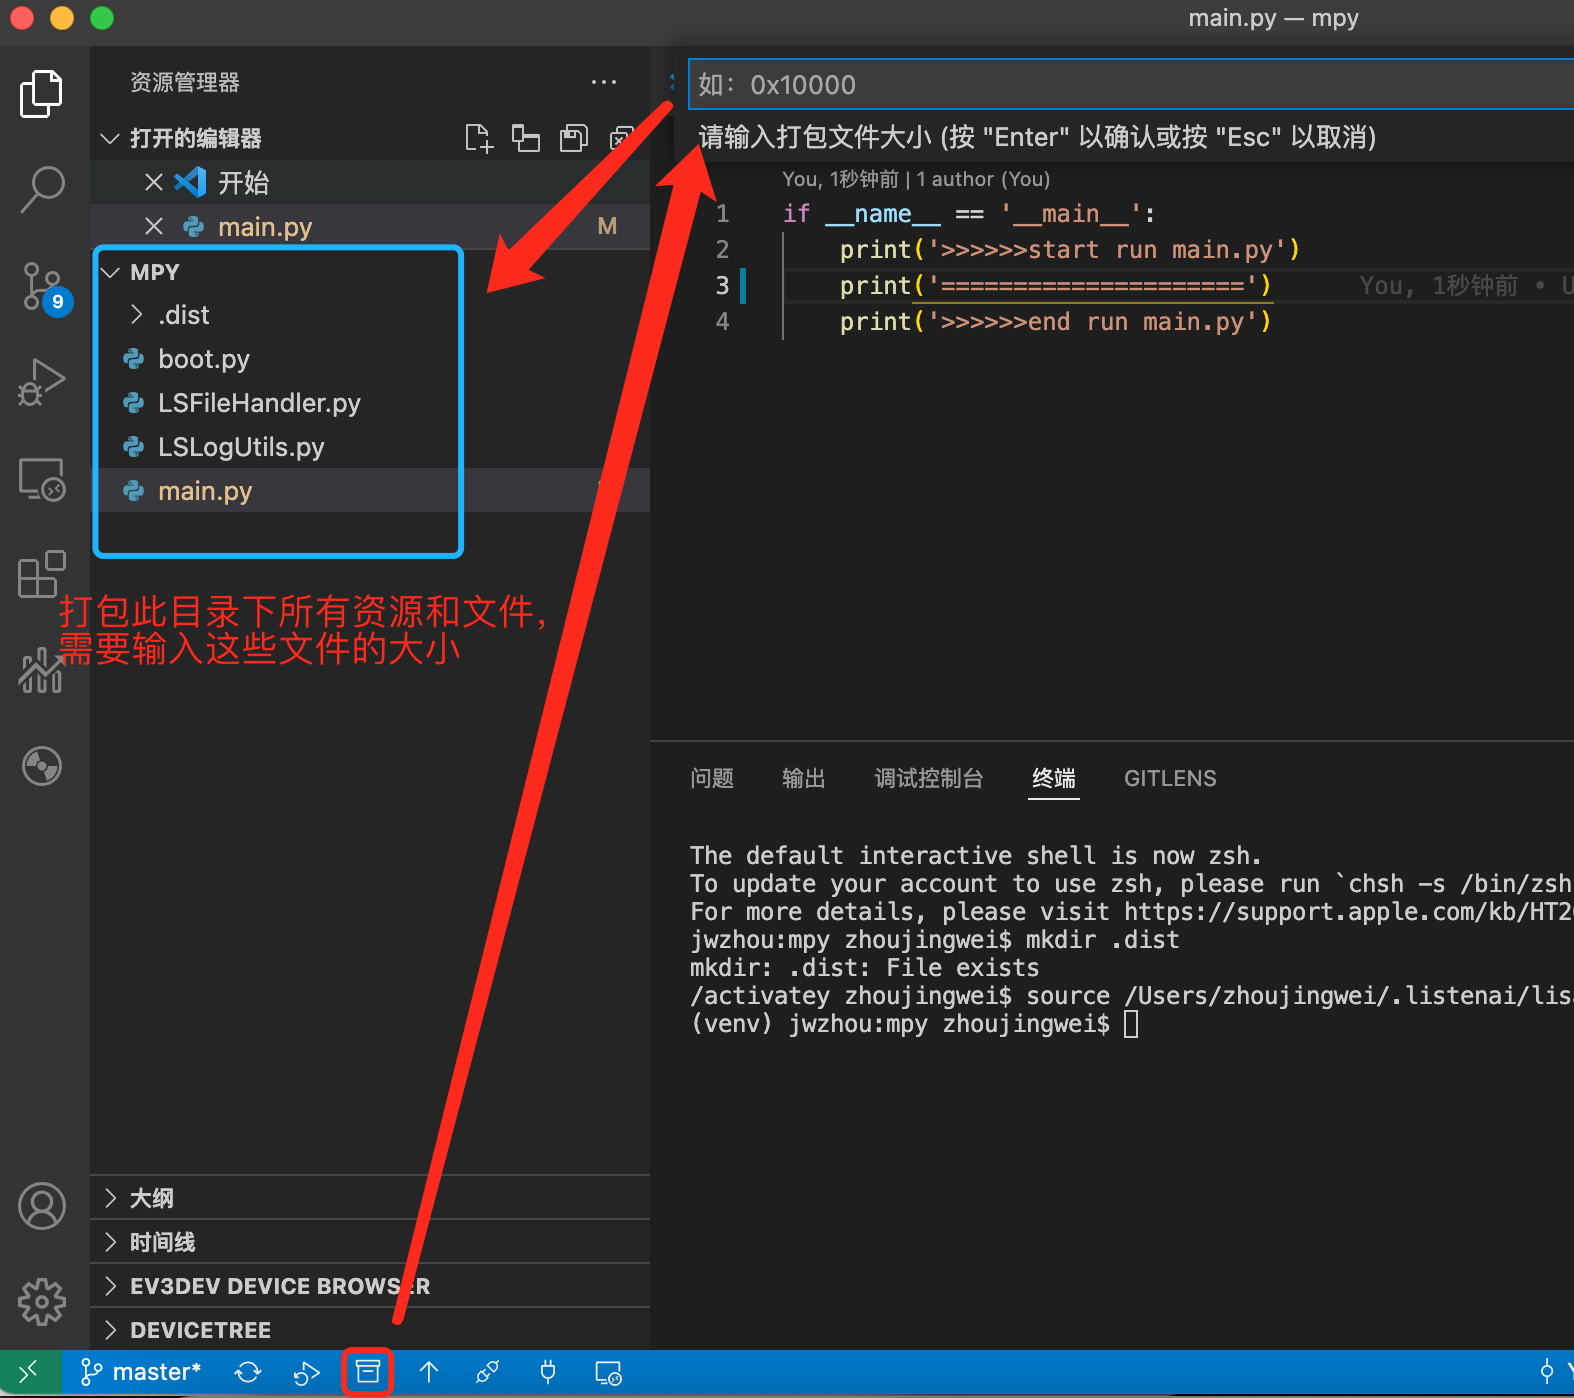 main.py — mpy
资源管理器
打开的编辑器
开始
main.py
M
MPY
.dist
boot.py
LSFileHandler.py
LSLogUtils.py
main.py
9
打包此目录下所有资源和文件,
需要输入这些文件的大小
如: 0x10000
请输入打包文件大小 (按 "Enter" 以确认或按 "Esc" 以取消)
You, 1秒钟前 | 1 author (You)
1 if __name__ == '__main__':
2 print('>>>>>>start run main.py')
3 print('=====================') You, 1秒钟前 •
4 print('>>>>>>end run main.py')
问题 输出 调试控制台 终端 GITLENS
The default interactive shell is now zsh.
To update your account to use zsh, please run `chsh -s /bin/zsh
For more details, please visit https://support.apple.com/kb/HT2
jwzhou:mpy zhoujingwei$ mkdir .dist
mkdir: .dist: File exists
/activatey zhoujingwei$ source /Users/zhoujingwei/.listenai/lis
(venv) jwzhou:mpy zhoujingwei$
大纲
时间线
EV3DEV DEVICE BROWSER
DEVICETREE
master*